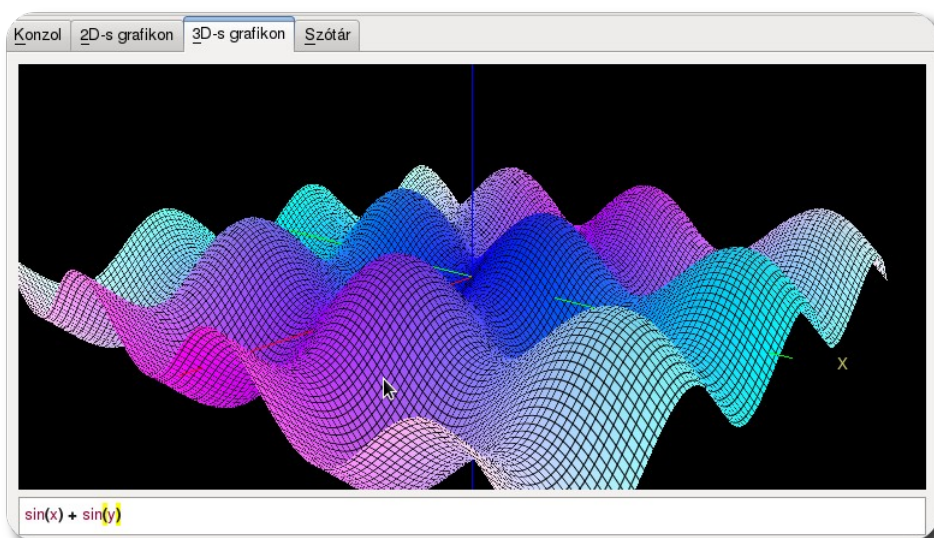 Konzol 2D-s grafikon 3D-s grafikon Szótár
X
sin(x) + sin(y)